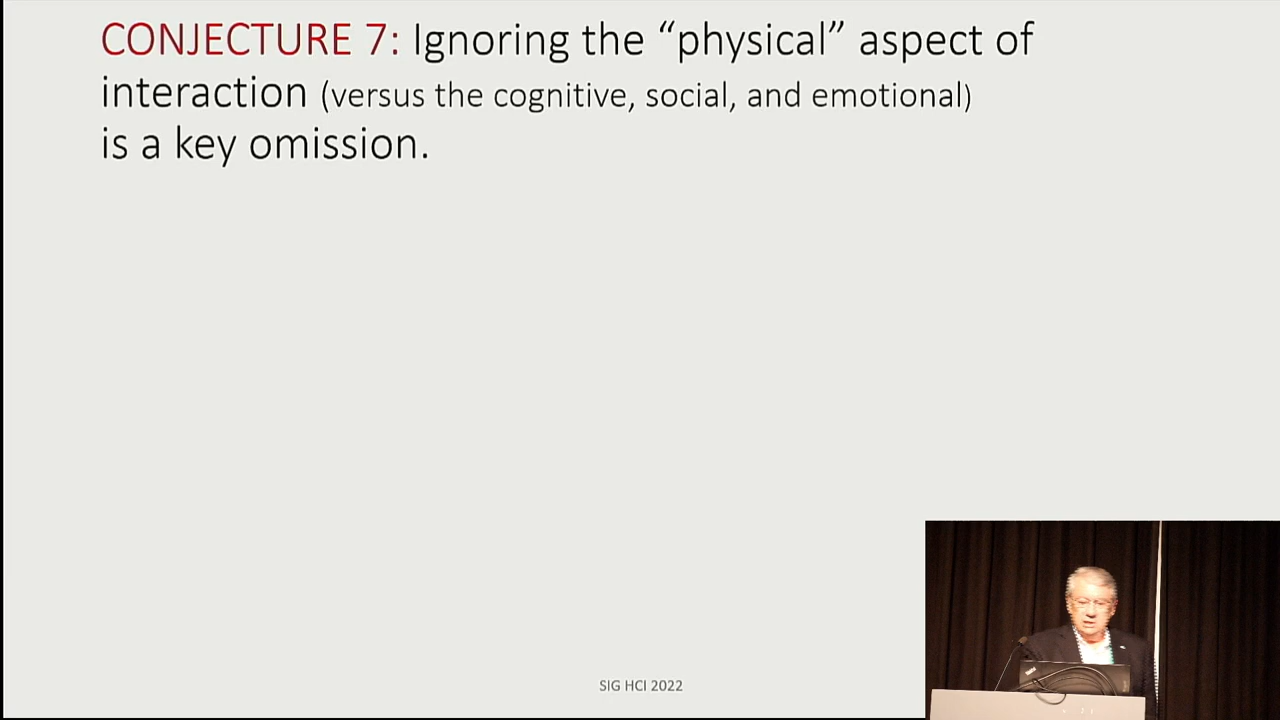 CONJECTURE 7: Ignoring the “physical” aspect of
interaction (versus the cognitive, social, and emotional)
is a key omission.
SIG HCI 2022